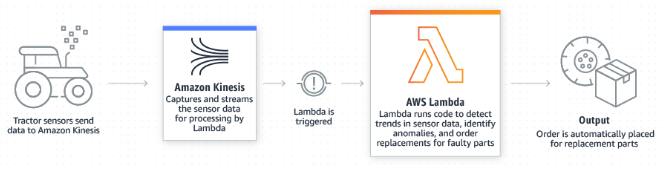 Tractor sensors send
data to Amazon Kinesis
Amazon Kinesis
Captures and streams
the sensor data
for processing by
Lambda
Lambda is
triggered
AWS Lambda
Lambda runs code to detect
trends in sensor data, identify
anomalies, and order
replacements for faulty parts
Output
Order is automatically placed
for replacement parts